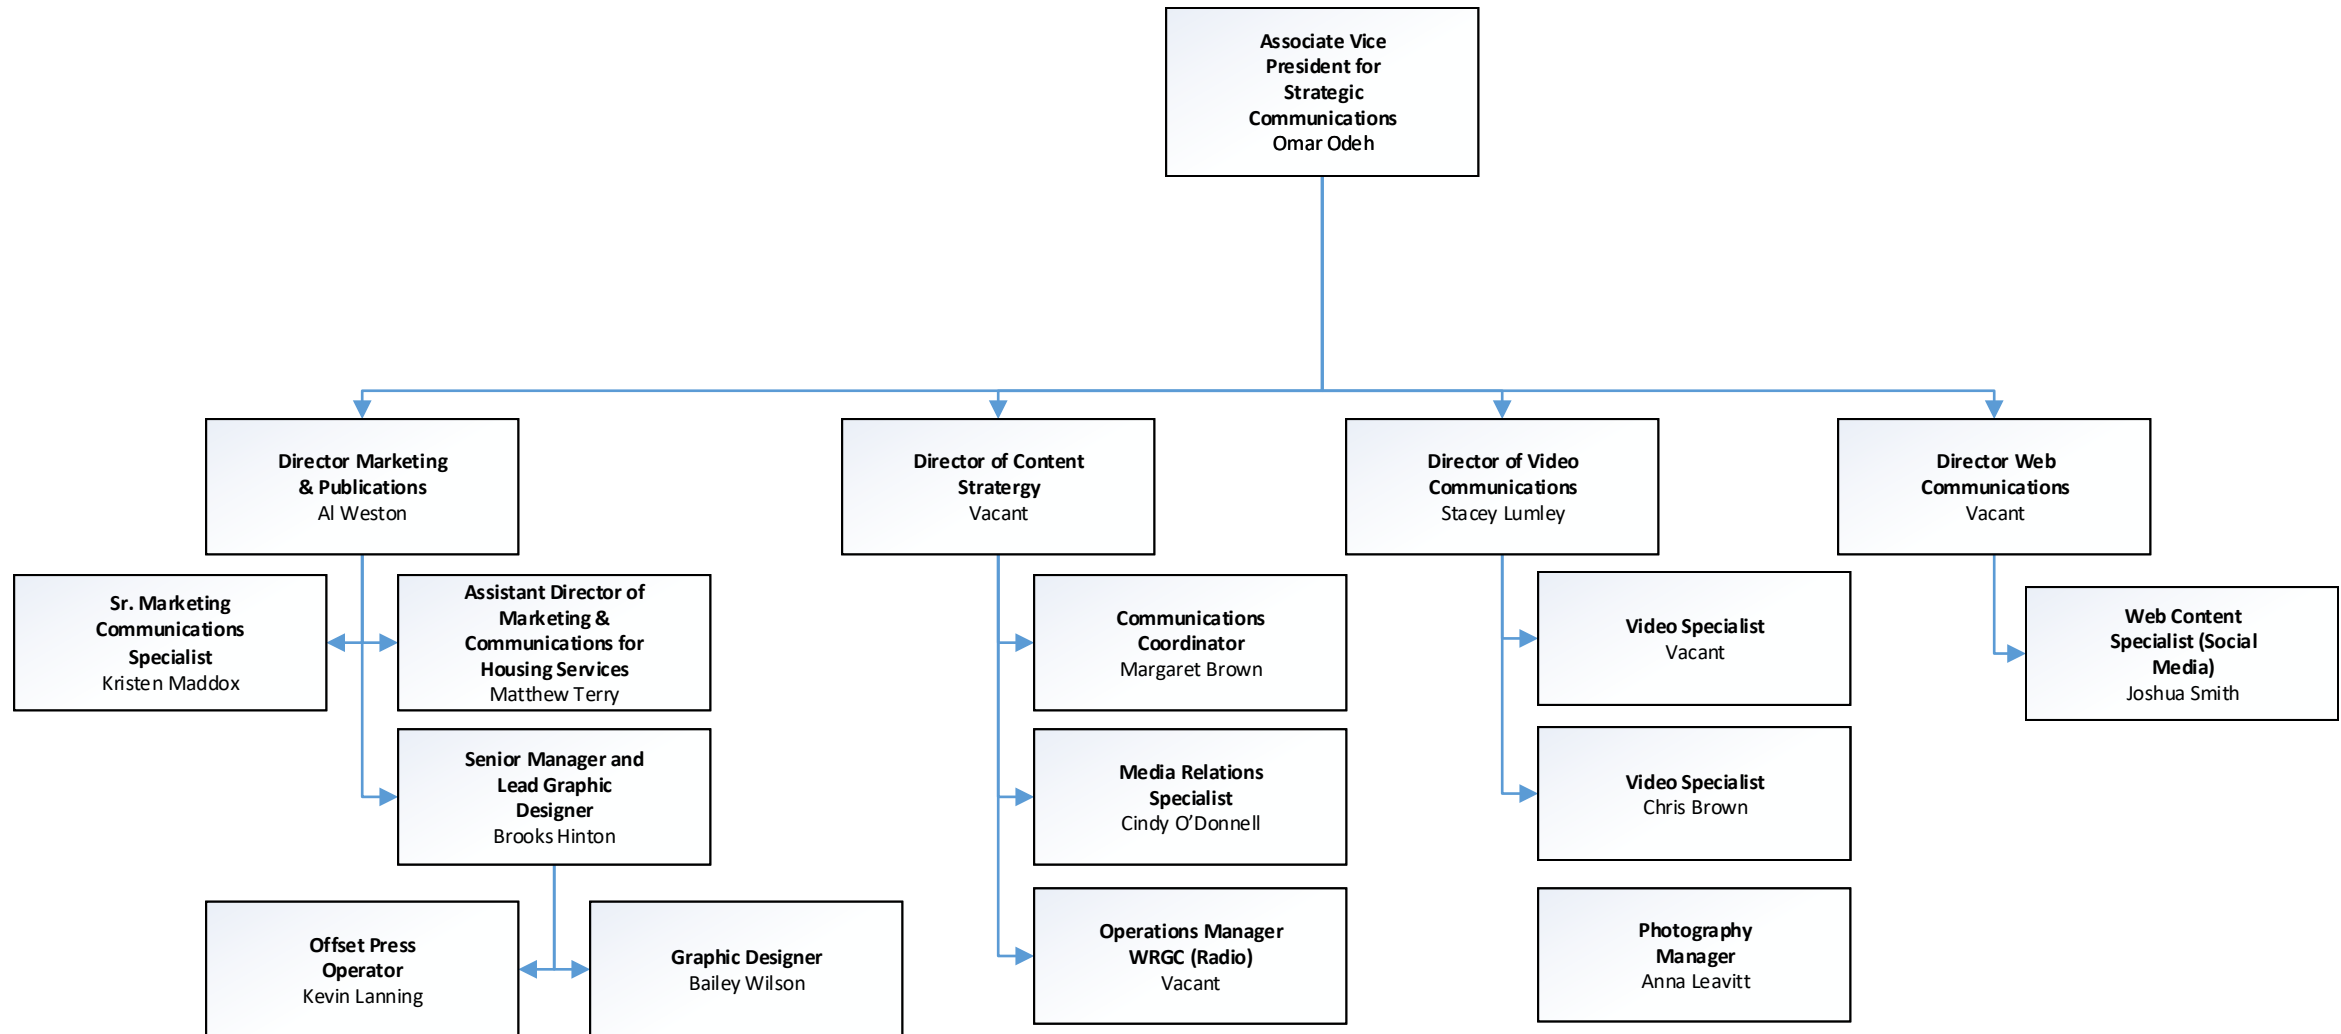 Associate Vice
President for
Strategic
Communications
Omar Odeh
Director Marketing
& Publications
Al Weston
Director of Content
Stratergy
Vacant
Director of Video
Communications
Stacey Lumley
Director Web
Communications
Vacant
Sr. Marketing
Communications
Specialist
Kristen Maddox
Assistant Director of
Marketing &
Communications for
Housing Services
Matthew Terry
Communications
Coordinator
Margaret Brown
Video Specialist
Vacant
Web Content
Specialist (Social
Media)
Joshua Smith
Senior Manager and
Lead Graphic
Designer
Brooks Hinton
Media Relations
Specialist
Cindy O’Donnell
Video Specialist
Chris Brown
Offset Press
Operator
Kevin Lanning
Graphic Designer
Bailey Wilson
Operations Manager
WRGC (Radio)
Vacant
Photography
Manager
Anna Leavitt